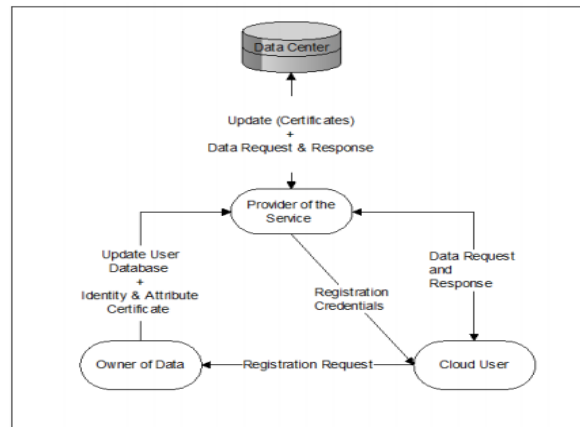 Data Center
Update (Certificates)
+
Data Request & Response
Provider of the
Service
Update User
Database
+
Identity & Attribute
Certificate
Data Request
and
Response
Registration
Credentials
Owner of Data
Registration Request
Cloud User